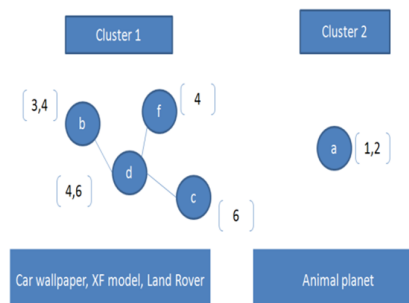 Cluster 1
Cluster 2
3,4
b
f
4
d
4,6
c
6
a
1,2
Car wallpaper, XF model, Land Rover
Animal planet